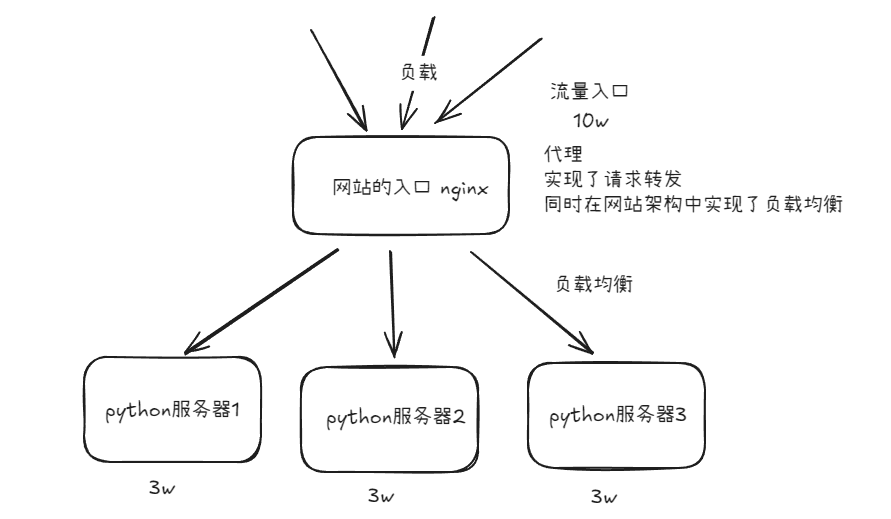 负载
流量入口
10w
代理
实现了请求转发
同时在网站架构中实现了负载均衡
网站的入口 nginx
负载均衡
python服务器1
python服务器2
python服务器3
3w
3w
3w